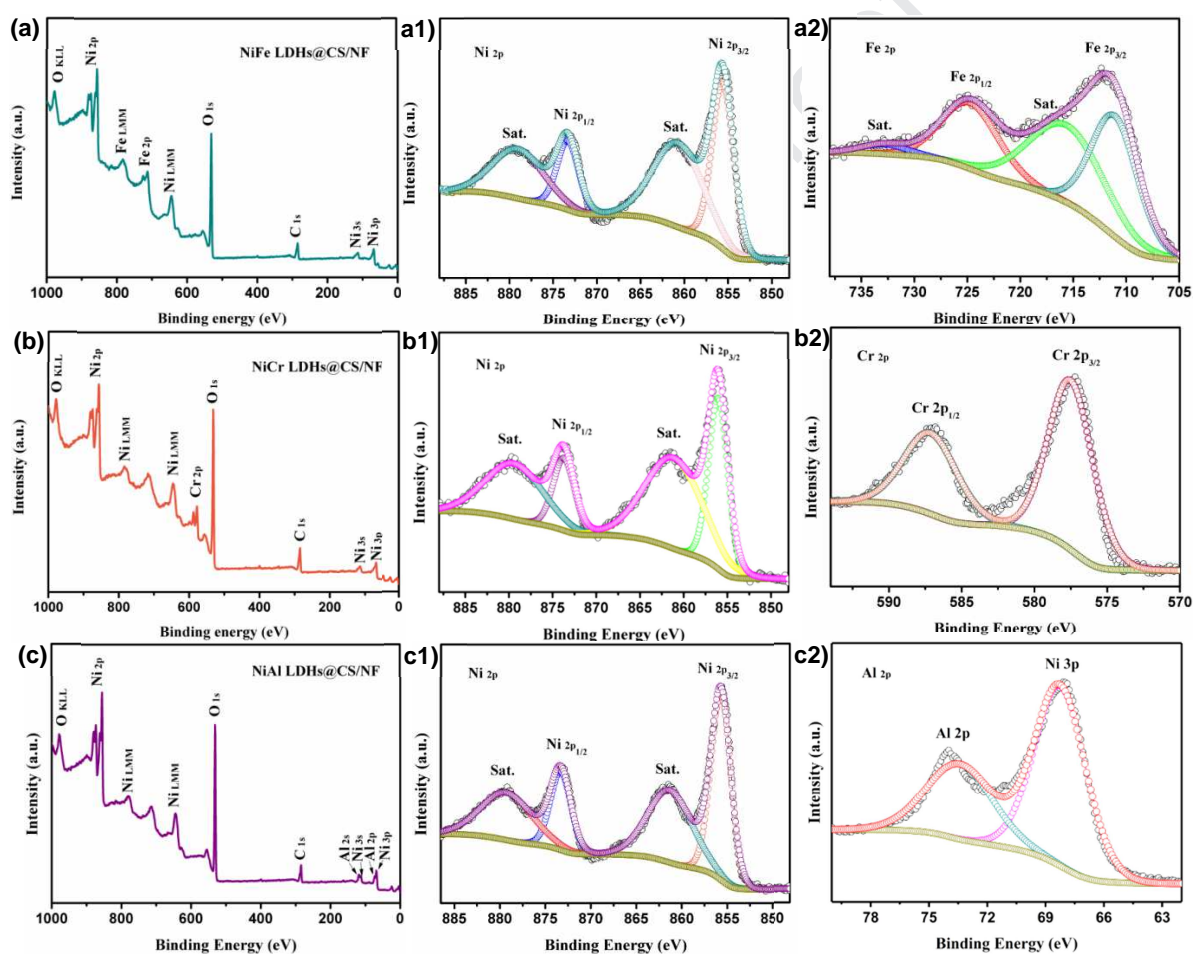 (a)
NiFe LDHs@CS/NF
O KLL
Ni 2p
Fe LMM
Fe 2p
Ni LMM
O 1s
C 1s
Ni 3s
Ni 3p
Intensity (a.u.)
1000 800 600 400 200 0
Binding energy (eV)
a1)
Ni 2p
Ni 2p3/2
Sat.
Ni 2p1/2
Sat.
Intensity (a.u.)
885 880 875 870 865 860 855 850
Binding Energy (eV)
a2)
Fe 2p
Fe 2p3/2
Fe 2p1/2
Sat.
Sat.
Intensity (a.u.)
735 730 725 720 715 710 705
Binding Energy (eV)
(b)
NiCr LDHs@CS/NF
O KLL
Ni 2p
Ni LMM
Ni LMM
Cr 2p
O 1s
C 1s
Ni 3s
Ni 3p
Intensity (a.u.)
1000 800 600 400 200 0
Binding energy (eV)
b1)
Ni 2p
Ni 2p3/2
Sat.
Ni 2p1/2
Sat.
Intensity (a.u.)
885 880 875 870 865 860 855 850
Binding Energy (eV)
b2)
Cr 2p
Cr 2p3/2
Cr 2p1/2
Intensity (a.u.)
590 585 580 575 570
Binding Energy (eV)
(c)
NiAl LDHs@CS/NF
O KLL
Ni 2p
Ni LMM
Ni LMM
O 1s
C 1s
Al 2s
Ni 3s
Al 2p
Ni 3p
Intensity (a.u.)
1000 800 600 400 200 0
Binding Energy (eV)
c1)
Ni 2p
Ni 2p3/2
Sat.
Ni 2p1/2
Sat.
Intensity (a.u.)
885 880 875 870 865 860 855 850
Binding Energy (eV)
c2)
Al 2p
Ni 3p
Al 2p
Intensity (a.u.)
78 75 72 69 66 63
Binding Energy (eV)